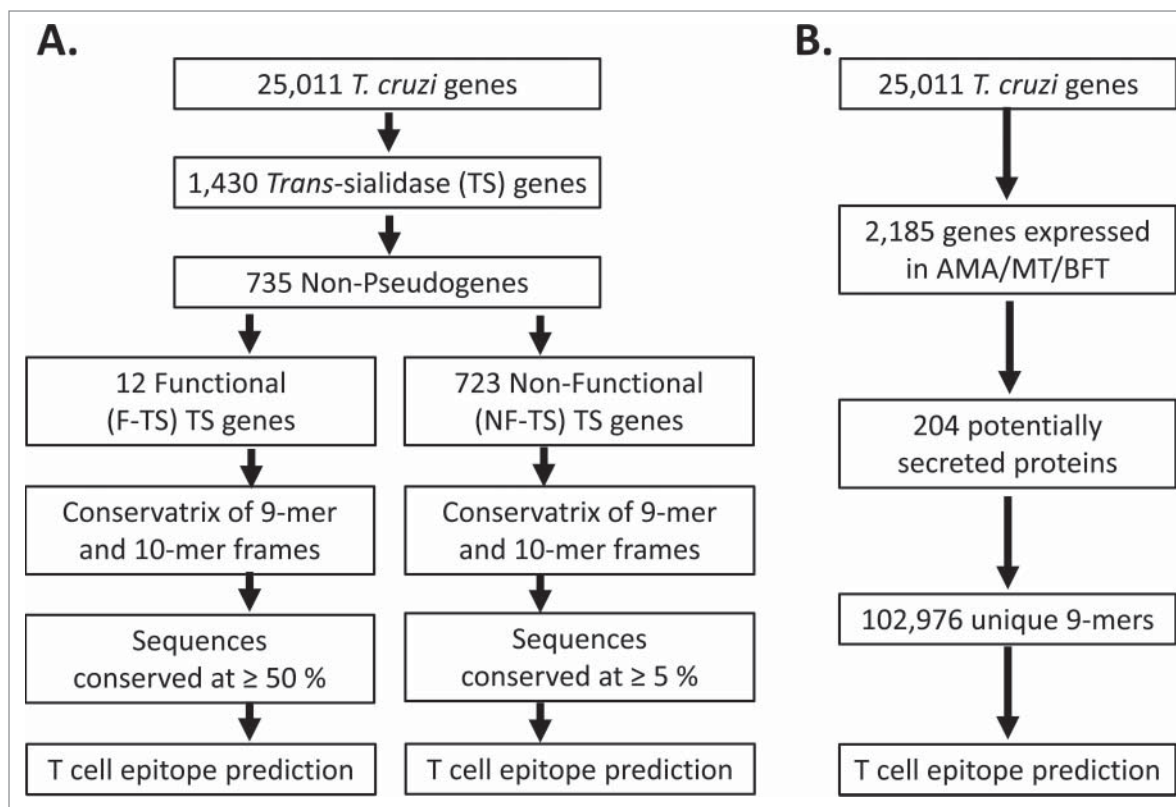 A.
25,011 T. cruzi genes
1,430 Trans-sialidase (TS) genes
735 Non-Pseudogenes
12 Functional
(F-TS) TS genes
723 Non-Functional
(NF-TS) TS genes
Conservatrix of 9-mer
and 10-mer frames
Conservatrix of 9-mer
and 10-mer frames
Sequences
conserved at ≥ 50 %
Sequences
conserved at ≥ 5 %
T cell epitope prediction
T cell epitope prediction
B.
25,011 T. cruzi genes
2,185 genes expressed
in AMA/MT/BFT
204 potentially
secreted proteins
102,976 unique 9-mers
T cell epitope prediction